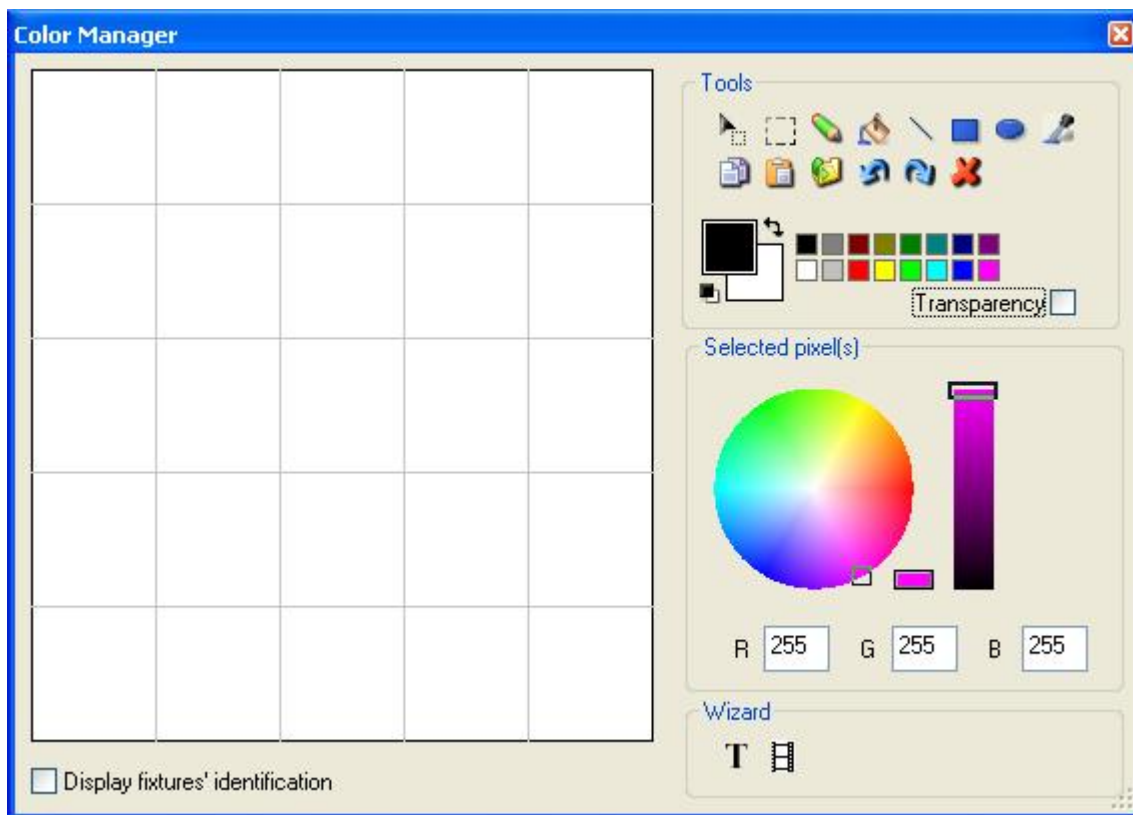 Color Manager
Tools
Transparency
Selected pixel(s)
R 255 G 255 B 255
Wizard
T
Display fixtures' identification